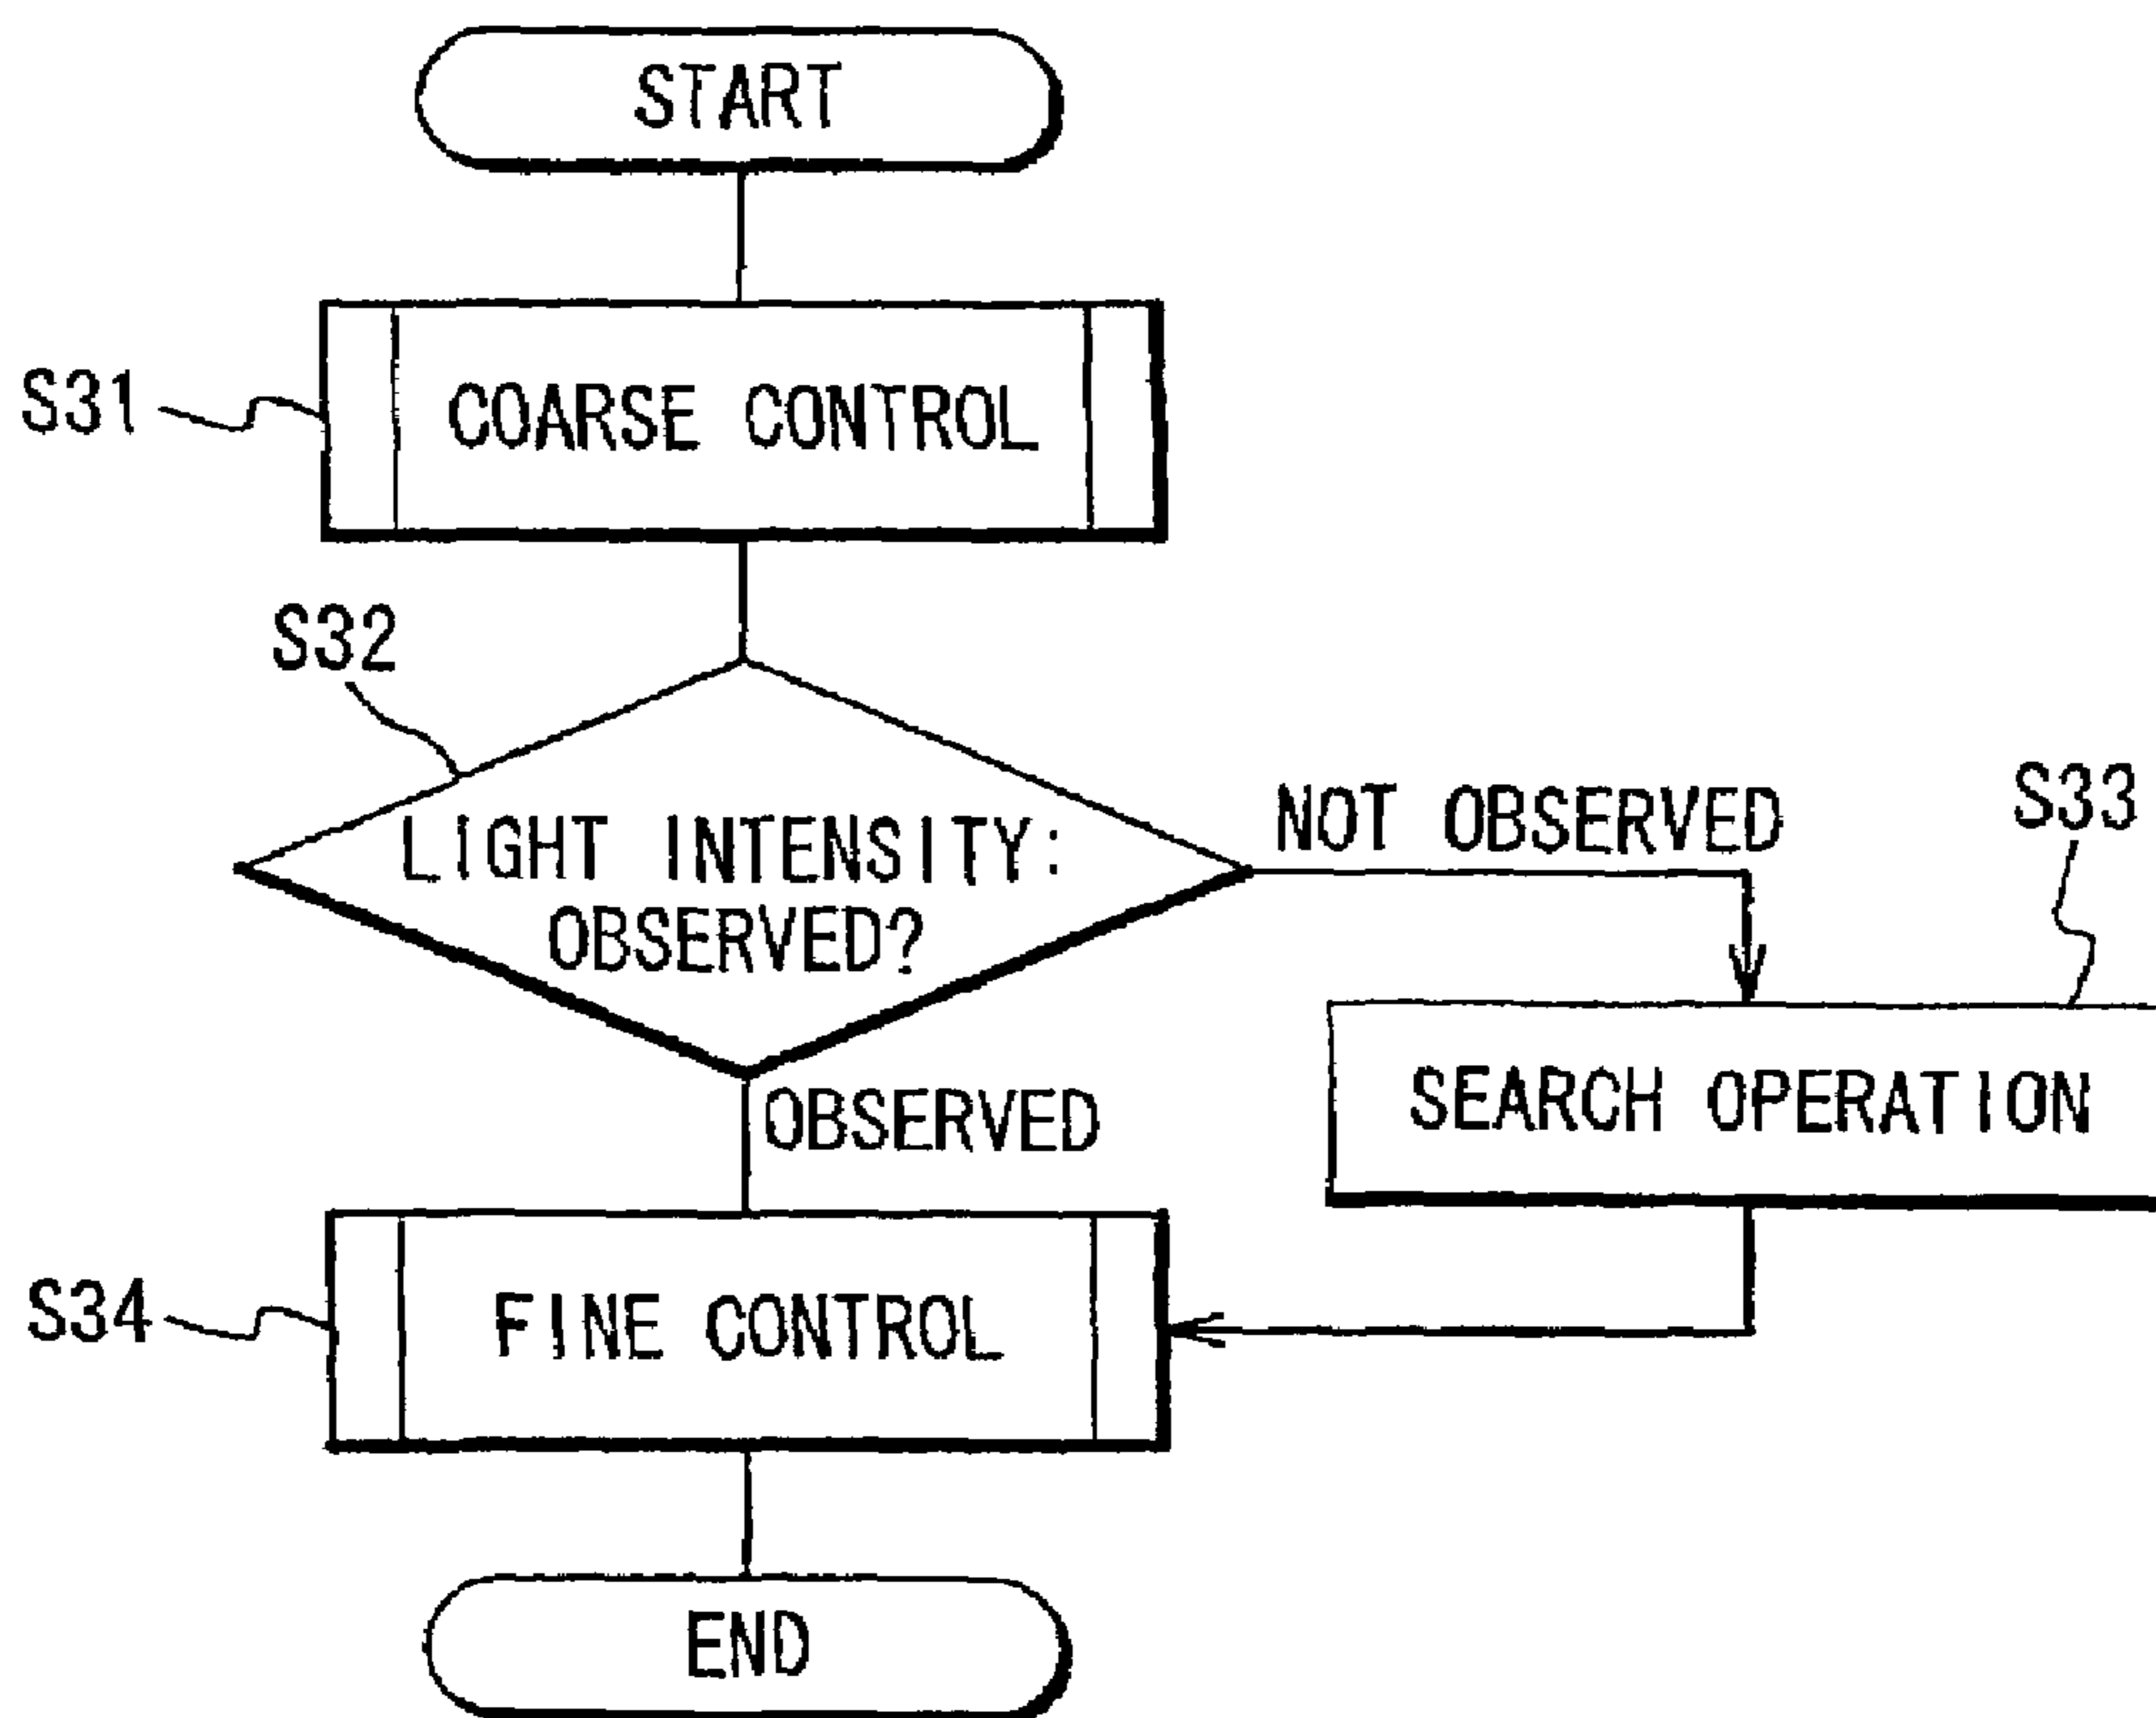 START
S31
COARSE CONTROL
S32
LIGHT INTENSITY:
OBSERVED?
NOT OBSERVED
S33
SEARCH OPERATION
OBSERVED
S34
FINE CONTROL
END